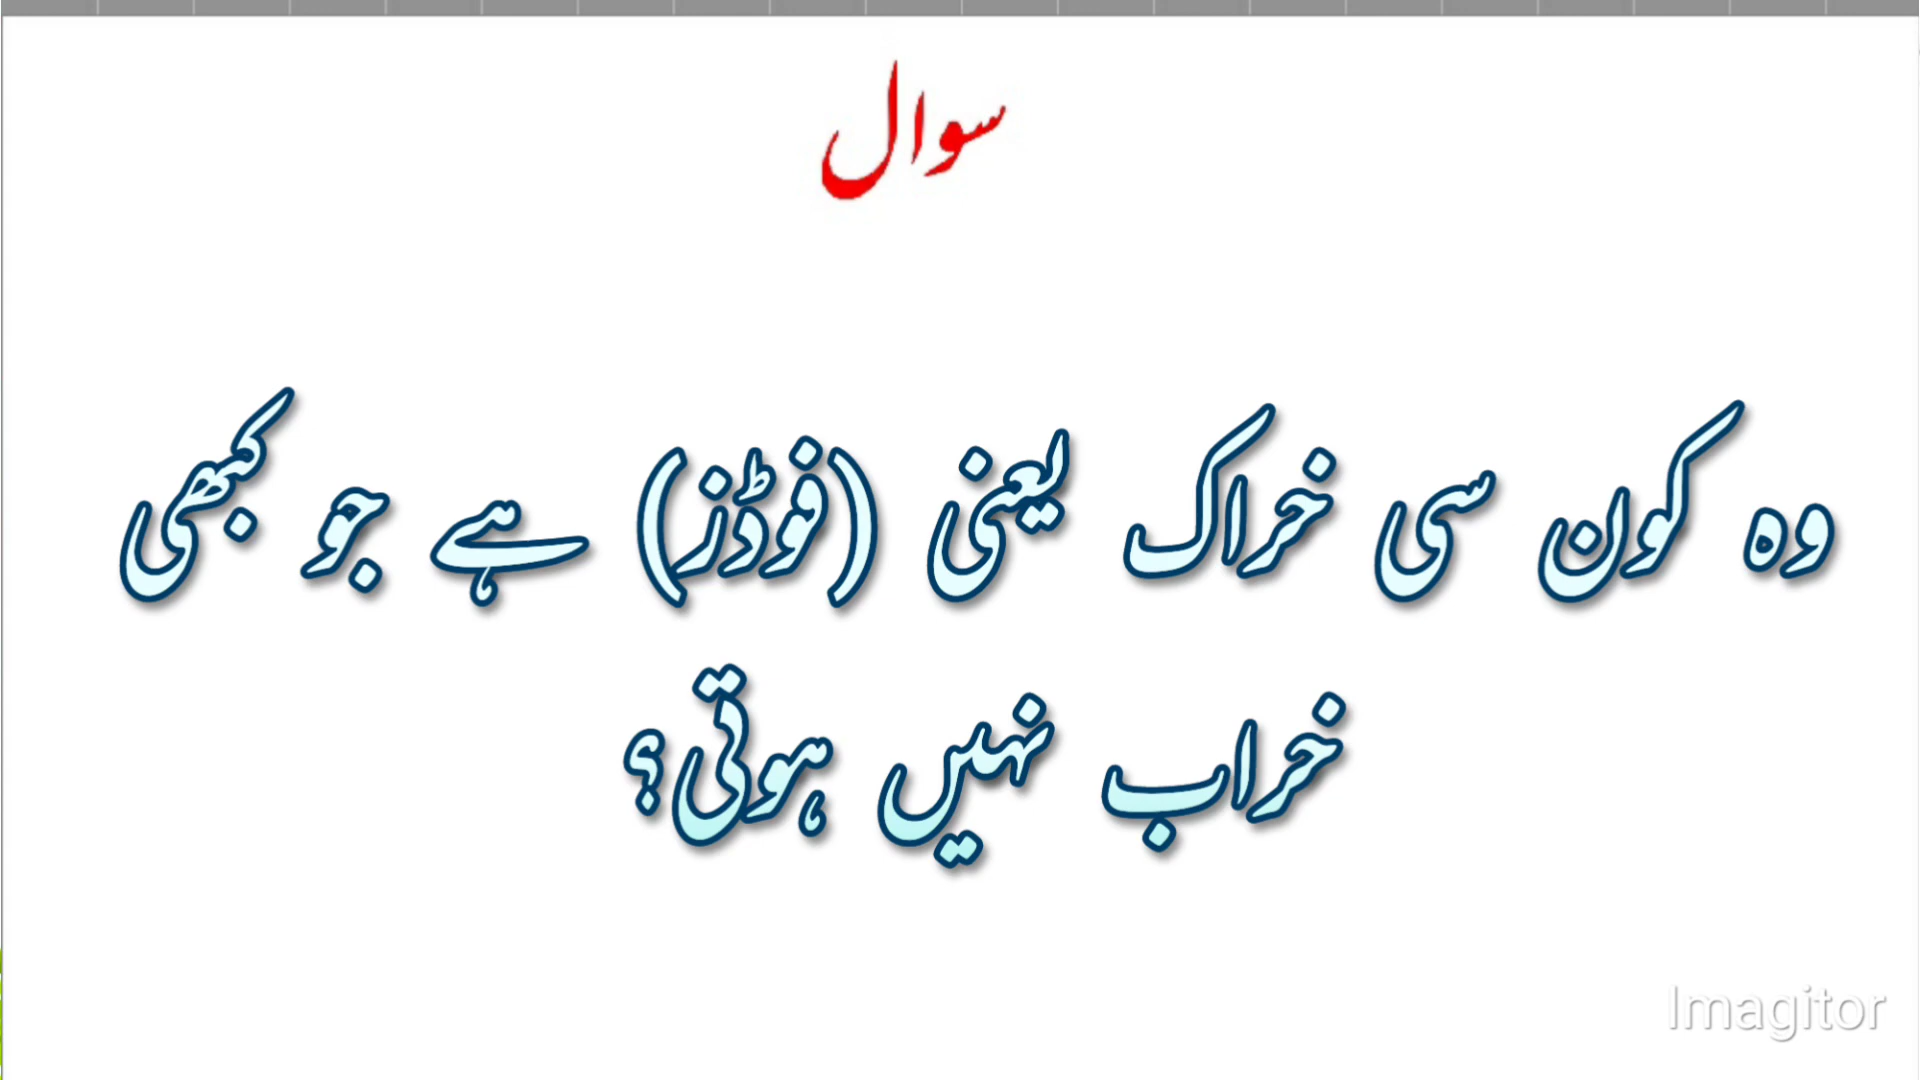 سوال
وہ کون سی خراک یعنی (فوڈز) ہے جو کبھی
خراب نہیں ہوتی؟
Imagitor